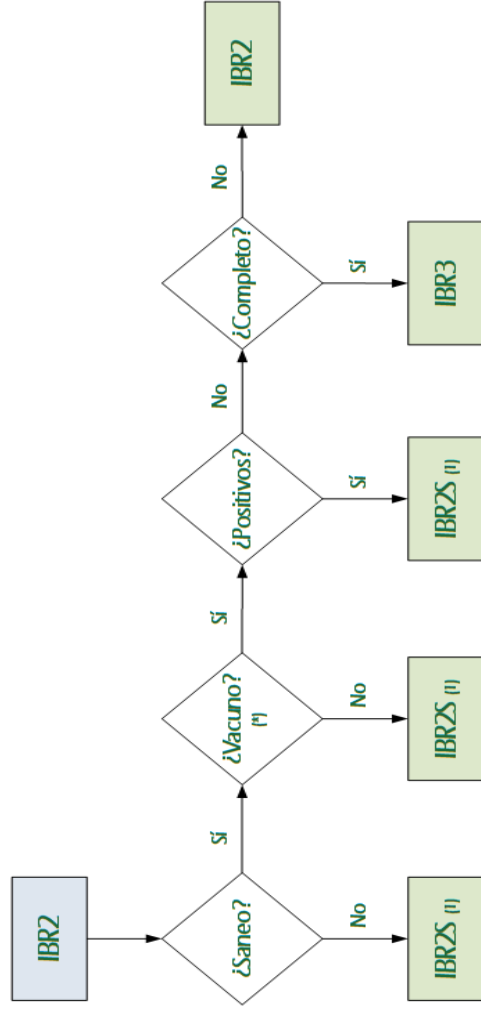 IBR2
Sí
Sí
No
No
¿Saneo?
¿Vacuno?
(*)
¿Positivos?
¿Completo?
IBR2
No
No
Sí
Sí
IBR2S (1)
IBR2S (1)
IBR2S (1)
IBR3